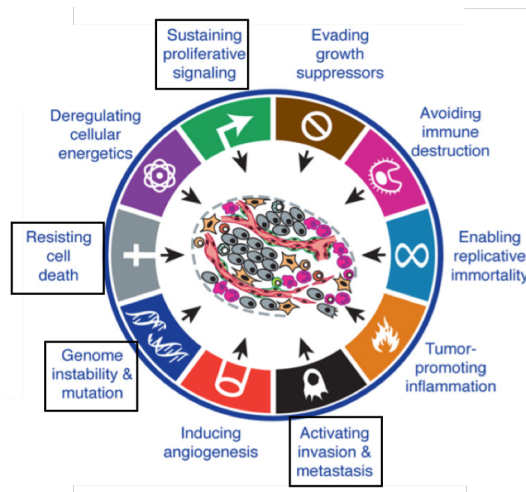 Sustaining
proliferative
signaling
Evading
growth
suppressors
Avoiding
immune
destruction
Enabling
replicative
immortality
Tumor-
promoting
inflammation
Activating
invasion &
metastasis
Inducing
angiogenesis
Genome
instability &
mutation
Resisting
cell
death
Deregulating
cellular
energetics